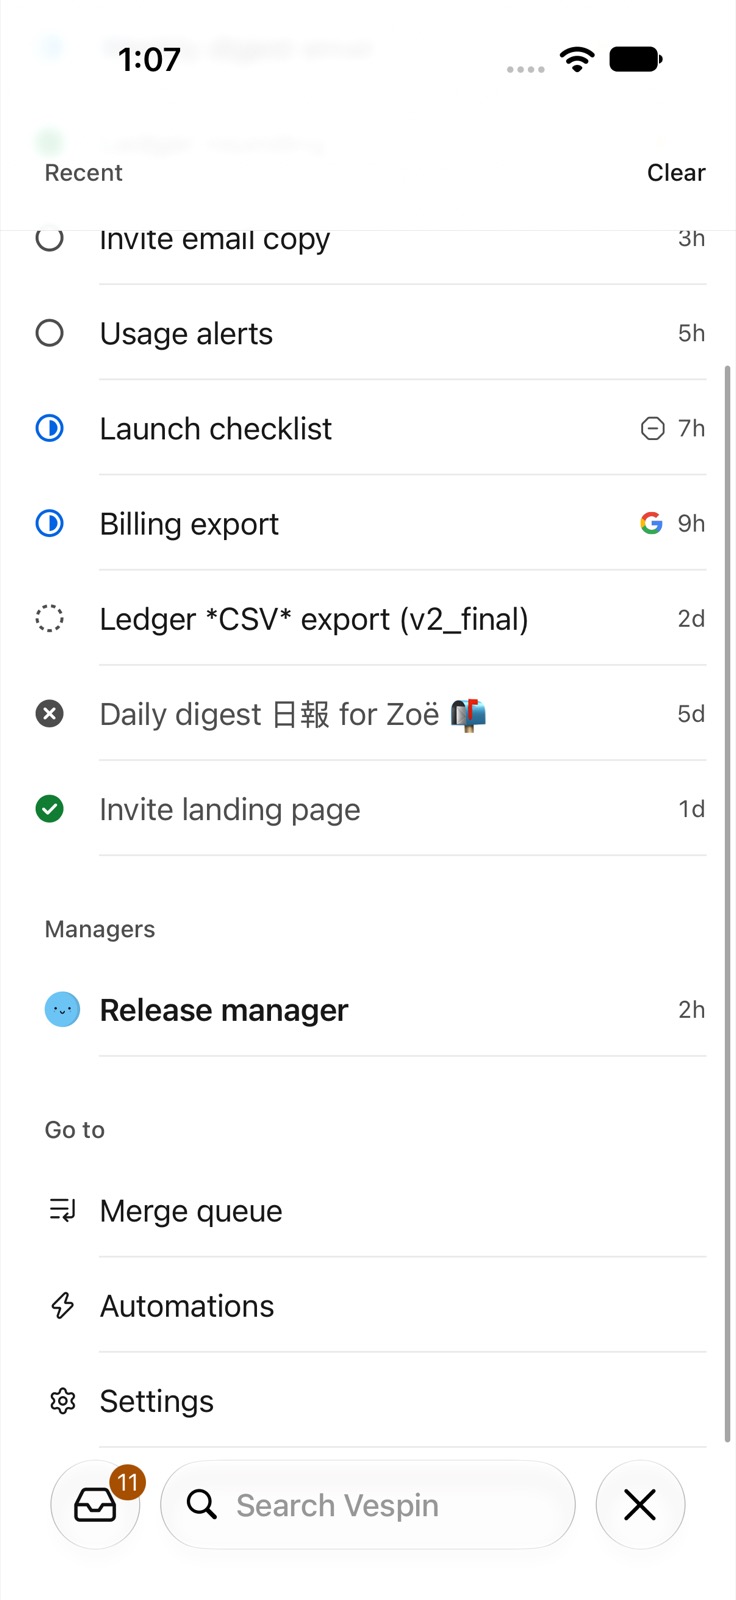 1:07
Recent
Clear
Invite email copy
3h
Usage alerts
5h
Launch checklist
7h
Billing export
9h
Ledger *CSV* export (v2_final)
2d
Daily digest 日報 for Zoë 📬
5d
Invite landing page
1d
Managers
Release manager
2h
Go to
Merge queue
Automations
Settings
11
Search Vespin